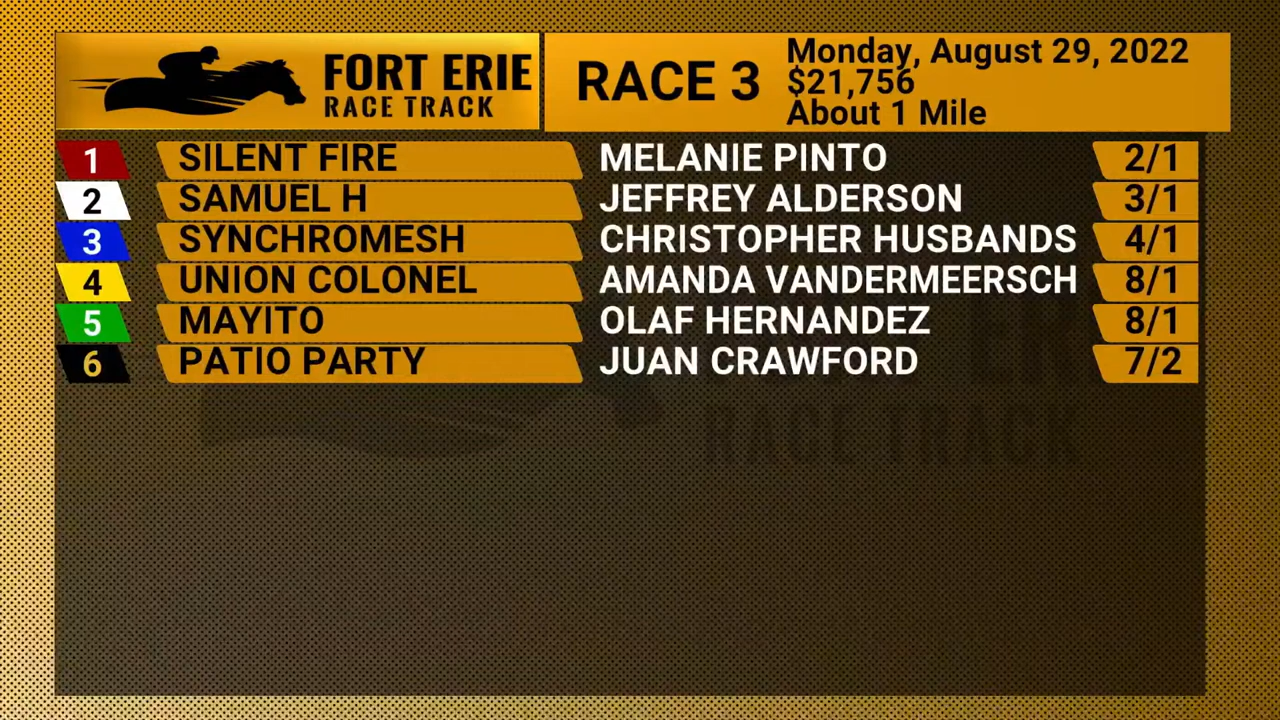 FORT ERIE
RACE TRACK
RACE 3
Monday, August 29, 2022
$21,756
About 1 Mile
1 SILENT FIRE MELANIE PINTO 2/1
2 SAMUEL H JEFFREY ALDERSON 3/1
3 SYNCHROMESH CHRISTOPHER HUSBANDS 4/1
4 UNION COLONEL AMANDA VANDERMEERSCH 8/1
5 MAYITO OLAF HERNANDEZ 8/1
6 PATIO PARTY JUAN CRAWFORD 7/2
RACE TRACK